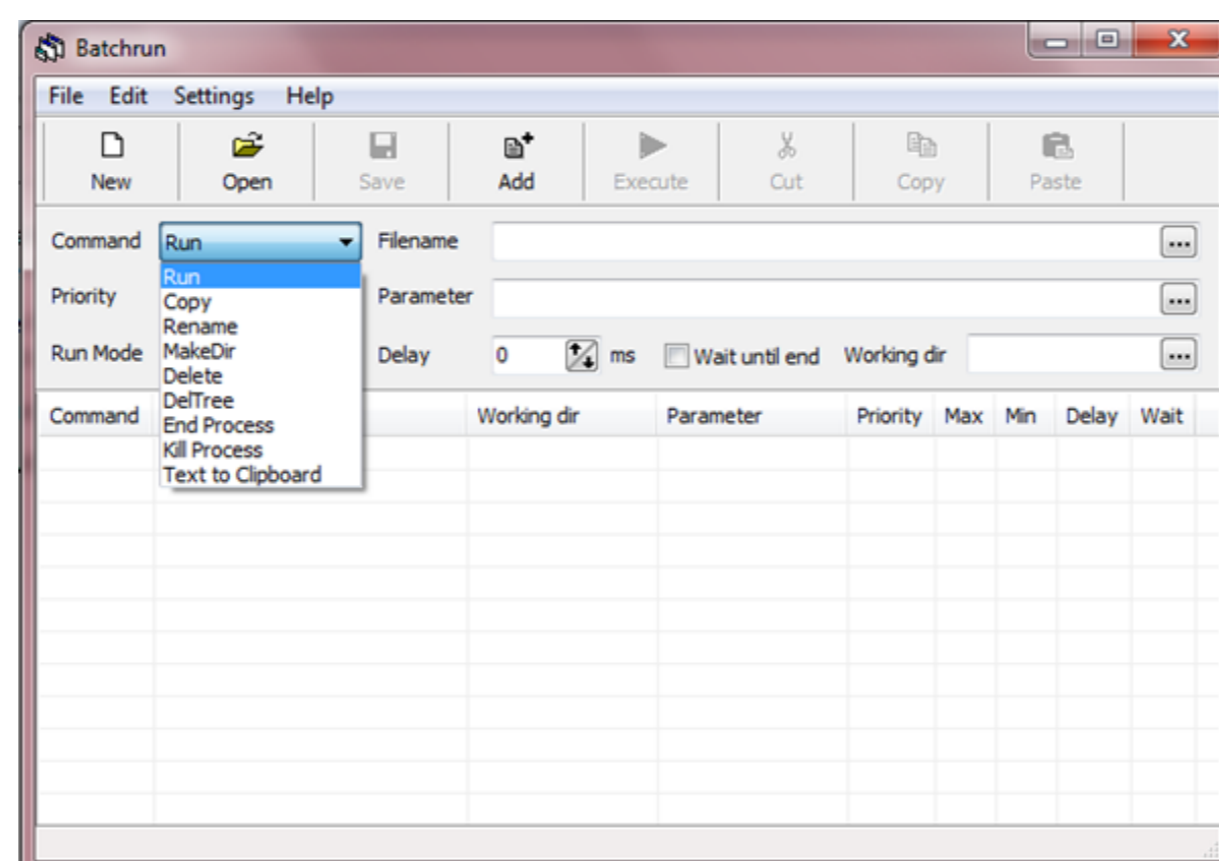 Batchrun
File Edit Settings Help
New Open Save Add Execute Cut Copy Paste
Command Run Filename ...
Run
Priority Copy Parameter ...
Rename
Run Mode MakeDir Delay 0 ms Wait until end Working dir ...
Delete
DelTree
Command End Process Working dir Parameter Priority Max Min Delay Wait
Kill Process
Text to Clipboard